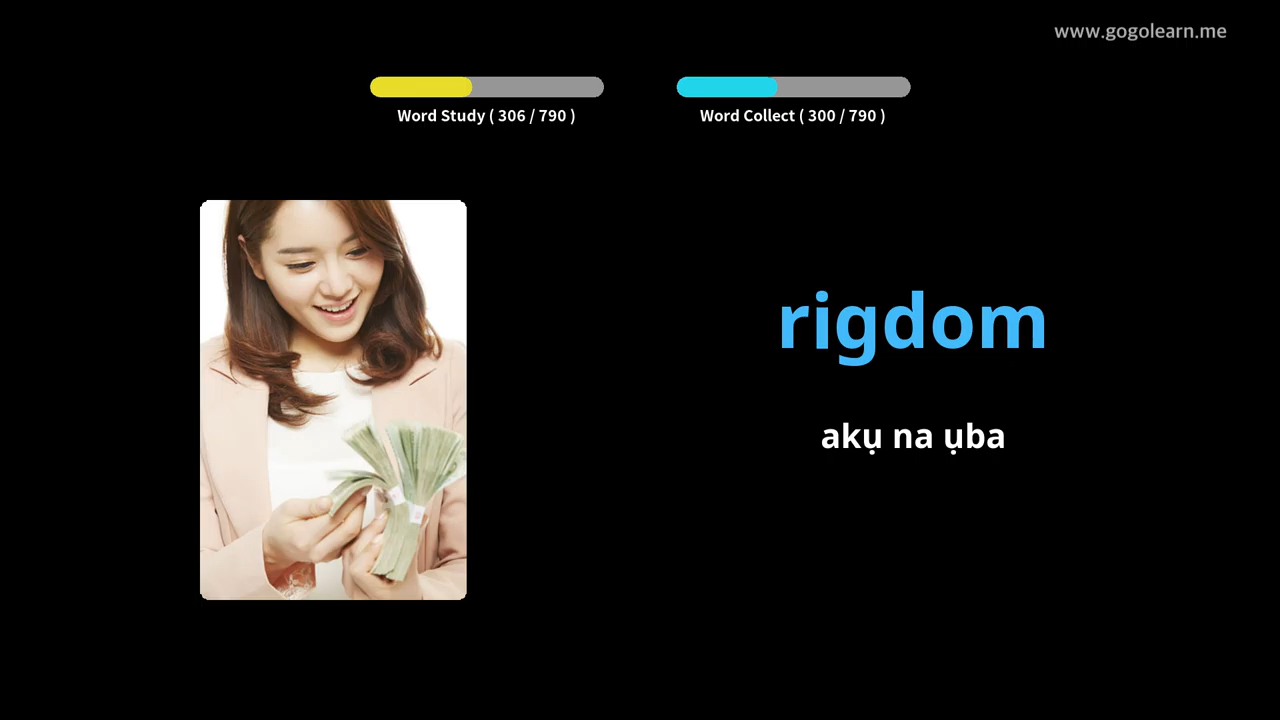 www.gogolearn.me
Word Study ( 306 / 790 )
Word Collect ( 300 / 790 )
rigdom
akụ na ụba